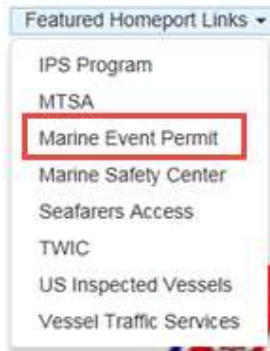 Featured Homeport Links
IPS Program
MTSA
Marine Event Permit
Marine Safety Center
Seafarers Access
TWIC
US Inspected Vessels
Vessel Traffic Services